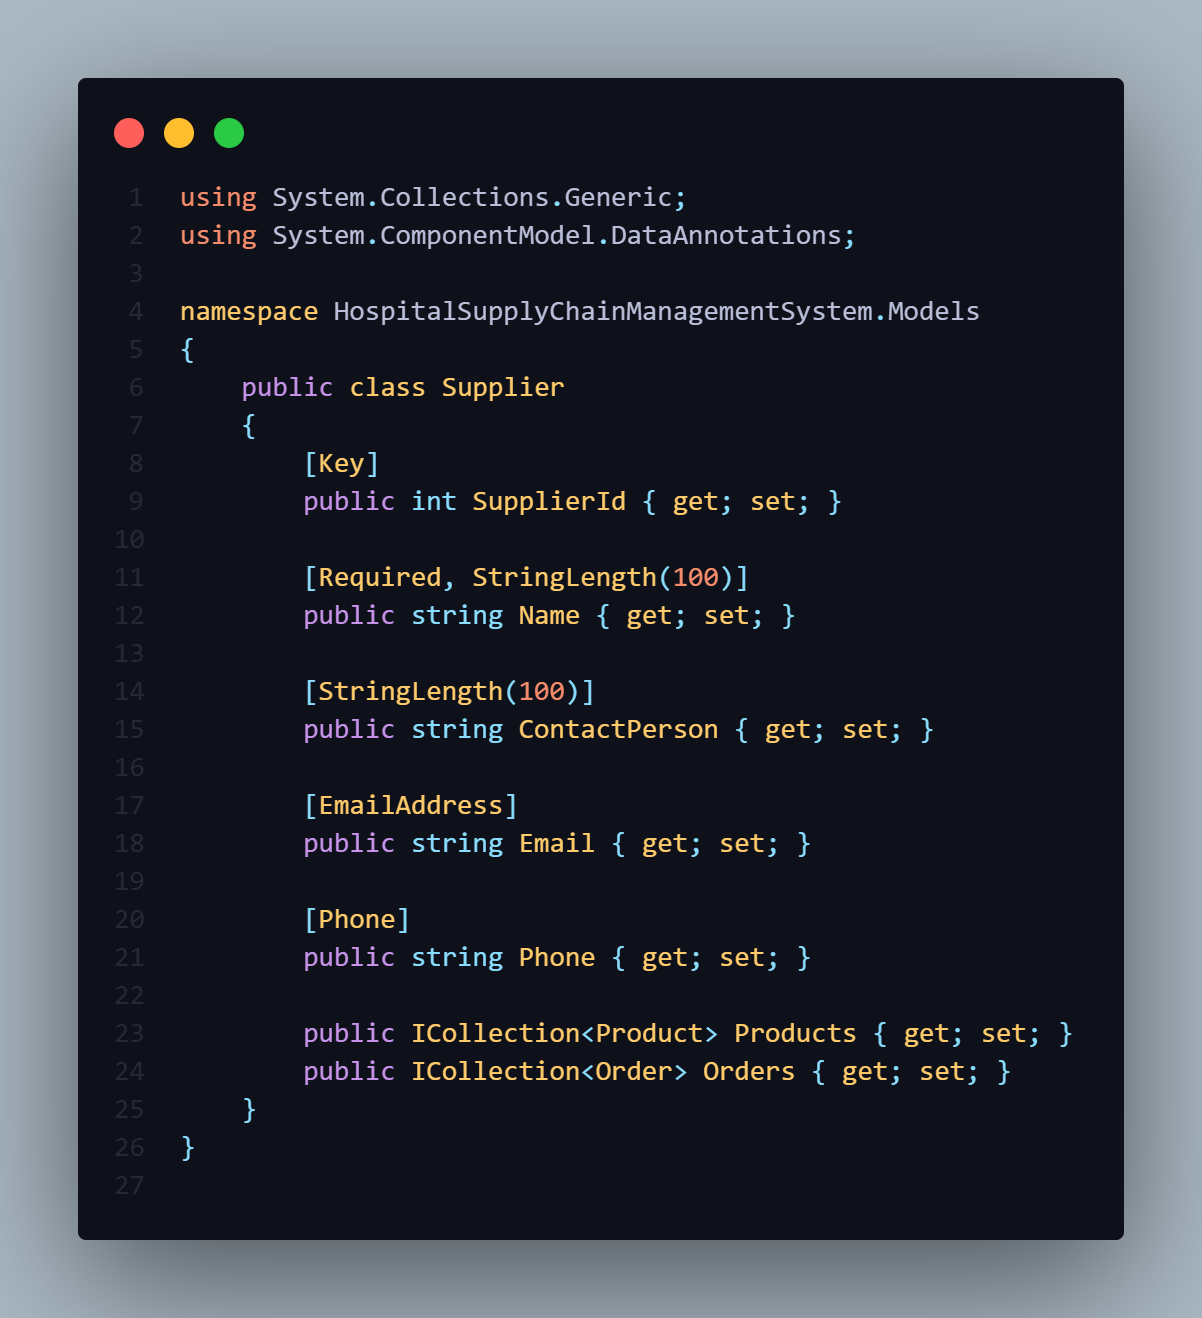 1 using System.Collections.Generic;
2 using System.ComponentModel.DataAnnotations;
3
4 namespace HospitalSupplyChainManagementSystem.Models
5 {
6     public class Supplier
7     {
8         [Key]
9         public int SupplierId { get; set; }
10
11         [Required, StringLength(100)]
12         public string Name { get; set; }
13
14         [StringLength(100)]
15         public string ContactPerson { get; set; }
16
17         [EmailAddress]
18         public string Email { get; set; }
19
20         [Phone]
21         public string Phone { get; set; }
22
23         public ICollection<Product> Products { get; set; }
24         public ICollection<Order> Orders { get; set; }
25     }
26 }
27